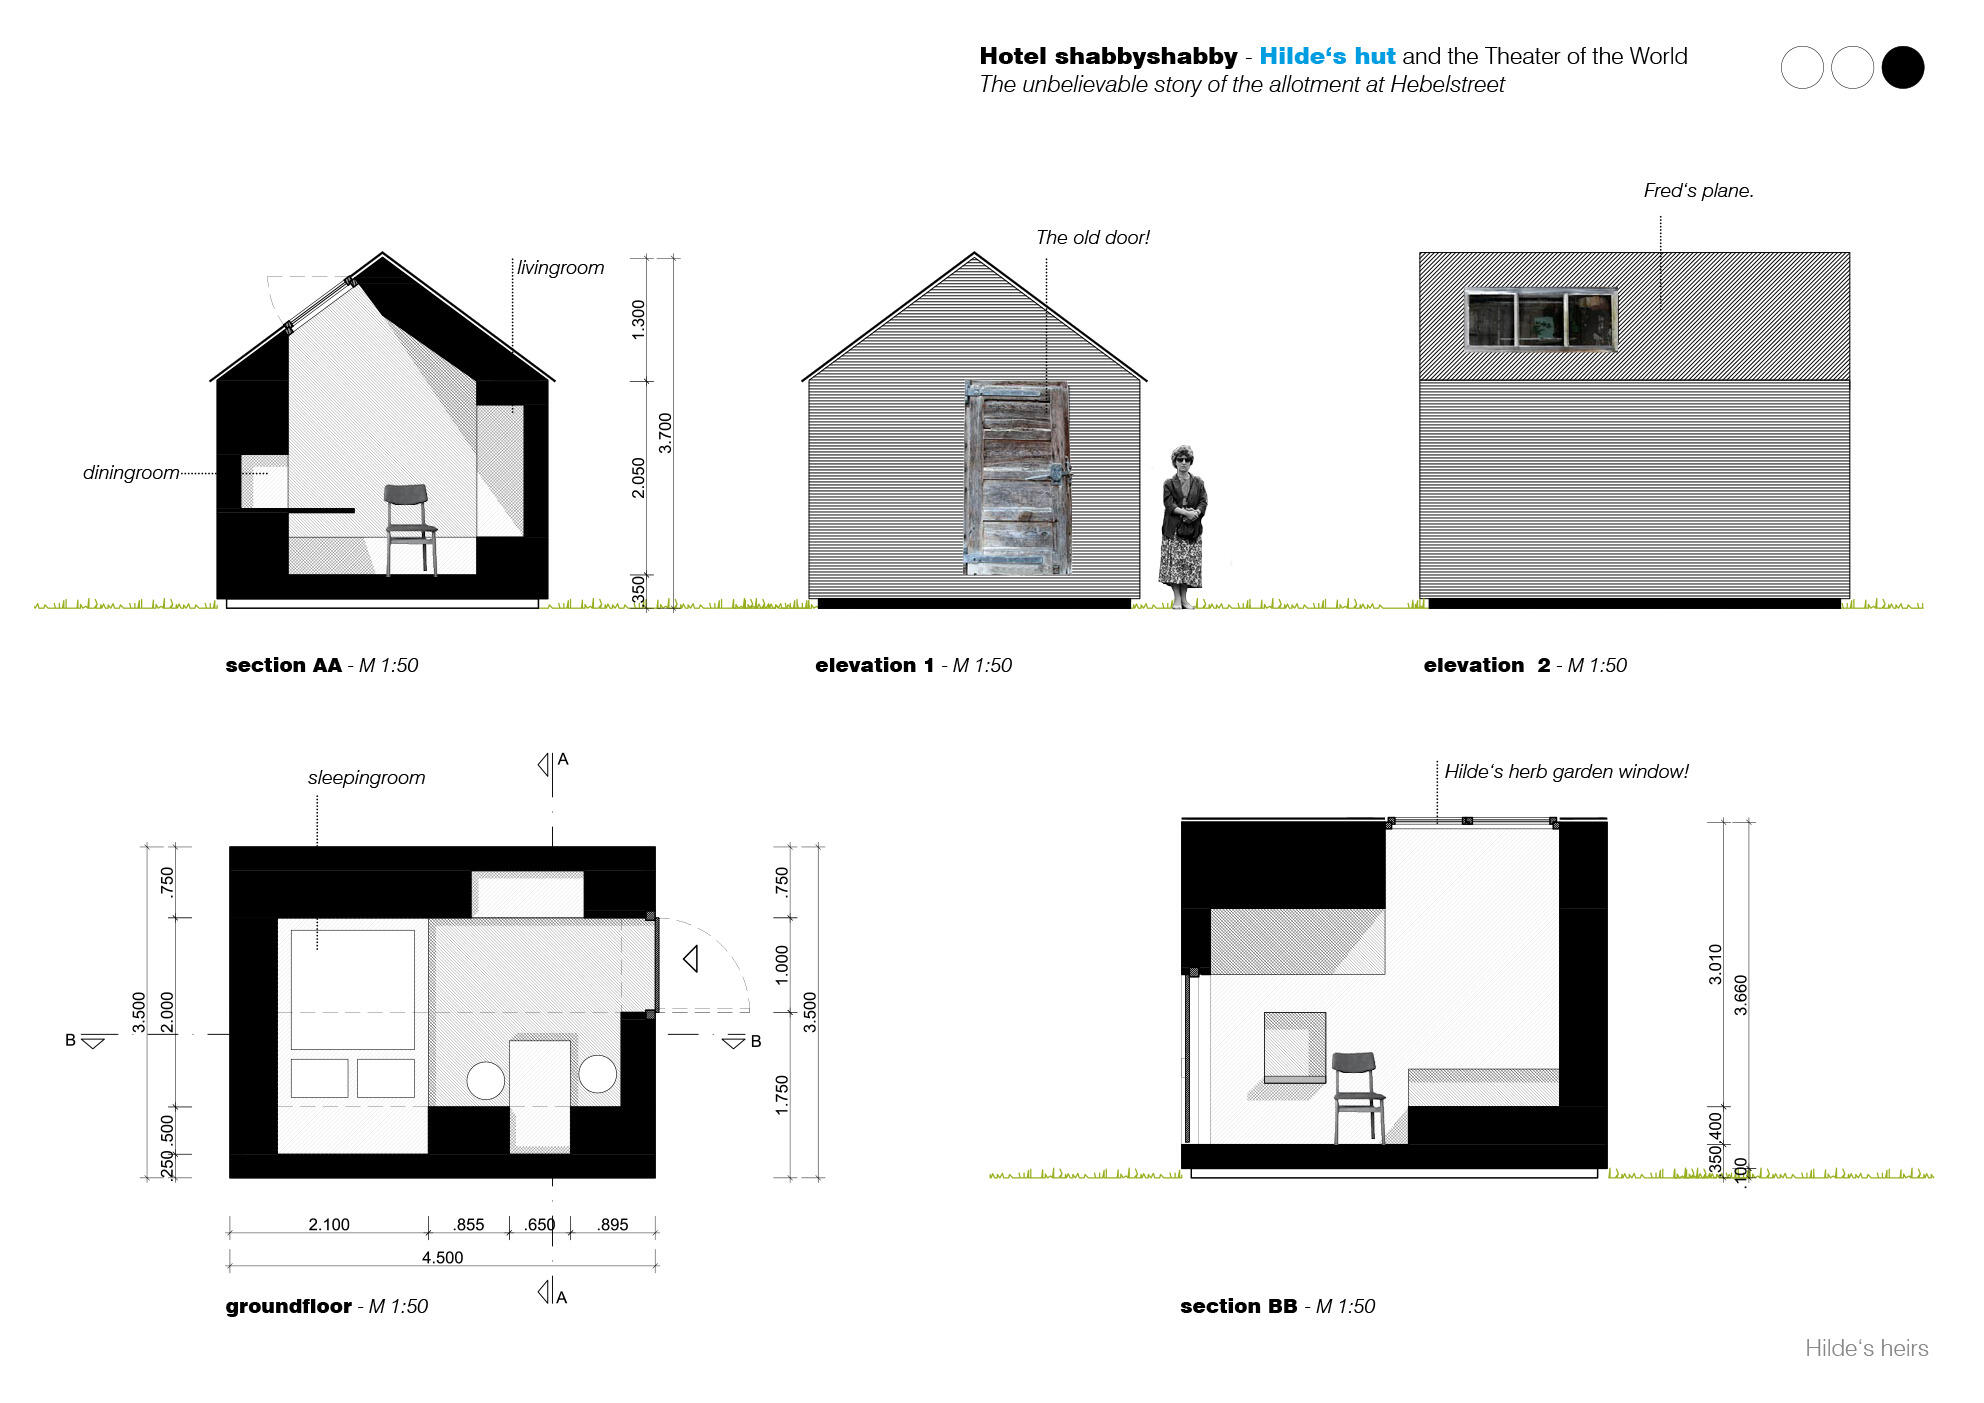 Hotel shabbyshabby - Hilde‘s hut and the Theater of the World
The unbelievable story of the allotment at Hebelstreet
Fred‘s plane.
The old door!
livingroom
diningroom
1.300
2.050
.350
3.700
section AA - M 1:50
elevation 1 - M 1:50
elevation  2 - M 1:50
sleepingroom
A
Hilde‘s herb garden window!
3.500
.750
2.000
.500
.250
B
B
.750
1.000
1.750
3.500
3.010
.400
.350
3.660
.100
2.100
.855
.650
.895
4.500
A
groundfloor - M 1:50
section BB - M 1:50
Hilde‘s heirs